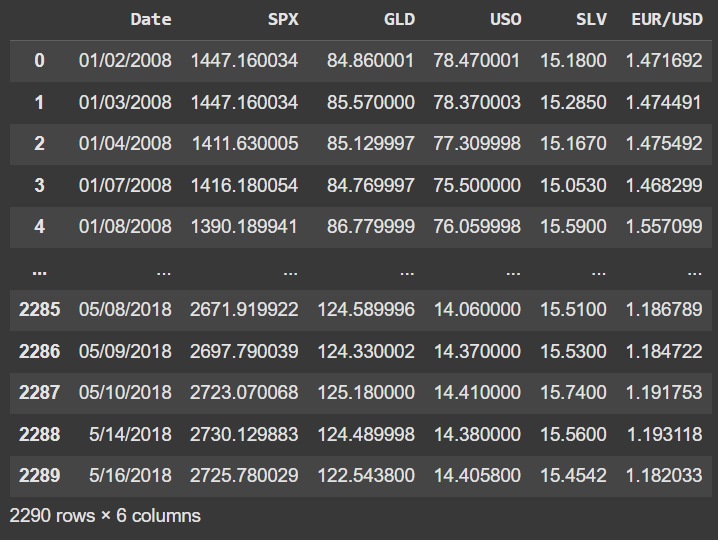 Date SPX GLD USO SLV EUR/USD
0 01/02/2008 1447.160034 84.860001 78.470001 15.1800 1.471692
1 01/03/2008 1447.160034 85.570000 78.370003 15.2850 1.474491
2 01/04/2008 1411.630005 85.129997 77.309998 15.1670 1.475492
3 01/07/2008 1416.180054 84.769997 75.500000 15.0530 1.468299
4 01/08/2008 1390.189941 86.779999 76.059998 15.5900 1.557099
... ... ... ... ... ... ...
2285 05/08/2018 2671.919922 124.589996 14.060000 15.5100 1.186789
2286 05/09/2018 2697.790039 124.330002 14.370000 15.5300 1.184722
2287 05/10/2018 2723.070068 125.180000 14.410000 15.7400 1.191753
2288 5/14/2018 2730.129883 124.489998 14.380000 15.5600 1.193118
2289 5/16/2018 2725.780029 122.543800 14.405800 15.4542 1.182033
2290 rows × 6 columns